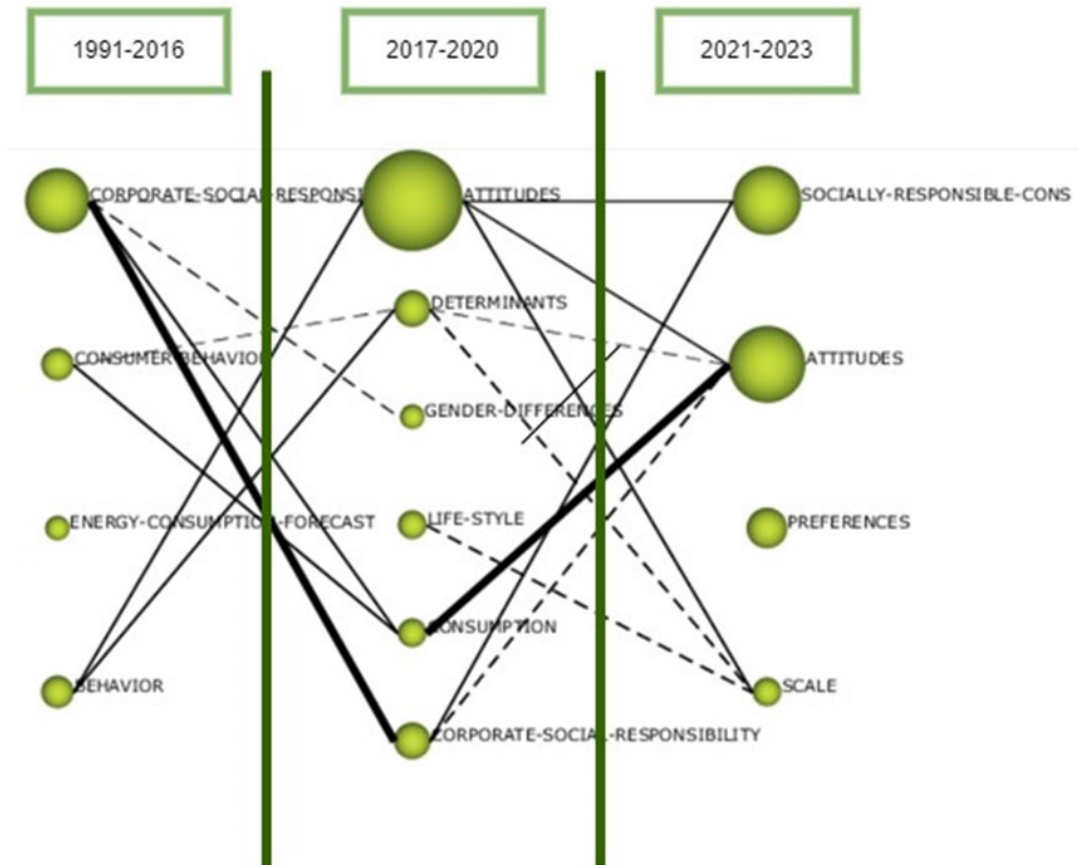 1991-2016
2017-2020
2021-2023
CORPORATE-SOCIAL-RESPONSI
ATTITUDES
SOCIALLY-RESPONSIBLE-CONS
DETERMINANTS
CONSUMER-BEHAVIOR
ATTITUDES
GENDER-DIFFERENCES
ENERGY-CONSUMPTION-FORECAST
LIFE-STYLE
PREFERENCES
CONSUMPTION
BEHAVIOR
SCALE
CORPORATE-SOCIAL-RESPONSIBILITY